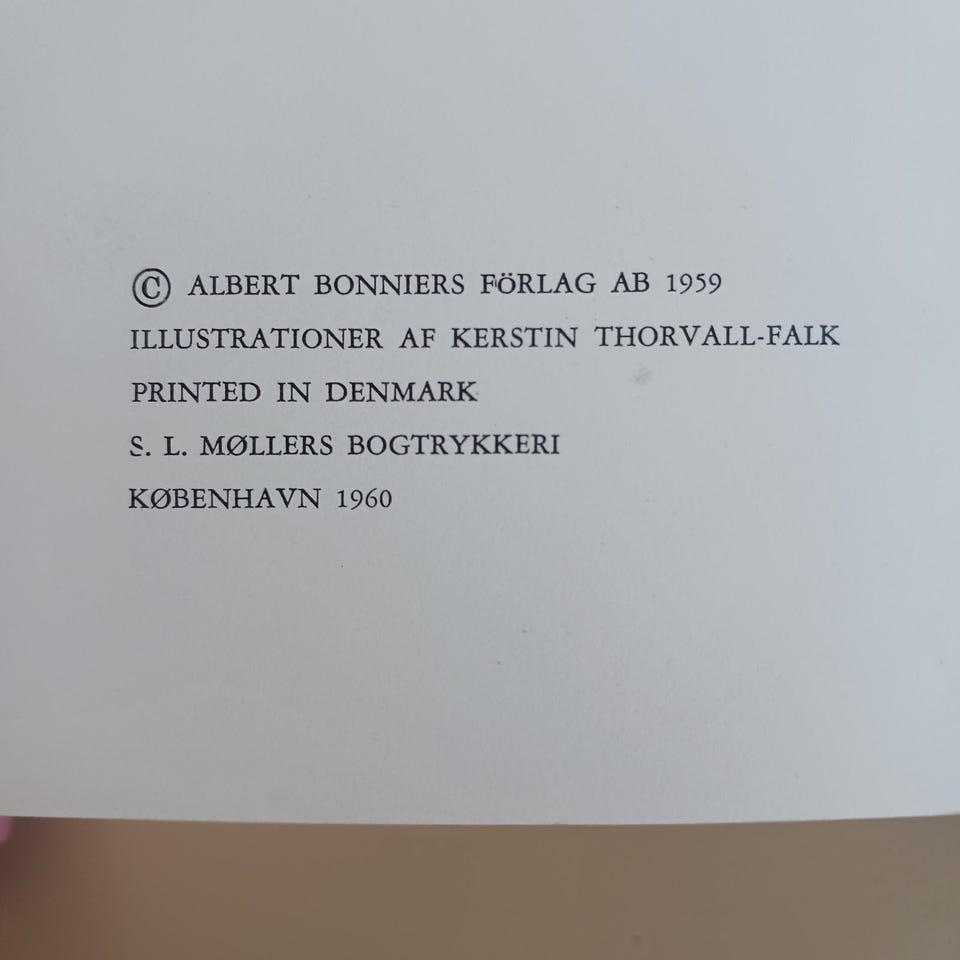 © ALBERT BONNIERS FÖRLAG AB 1959
ILLUSTRATIONER AF KERSTIN THORVALL-FALK
PRINTED IN DENMARK
S. L. MØLLERS BOGTRYKKERI
KØBENHAVN 1960